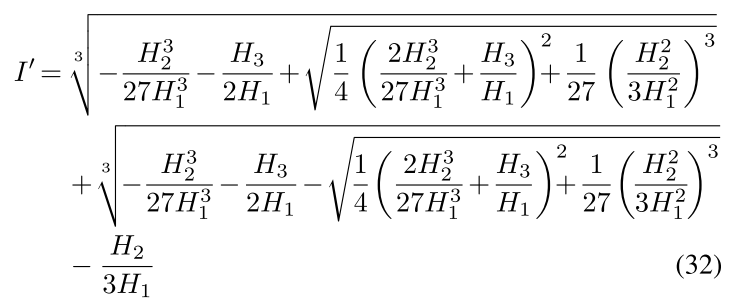 I' = \sqrt[3]{-\frac{H_2^3}{27H_1^3} - \frac{H_3}{2H_1} + \sqrt{\frac{1}{4}\left(\frac{2H_2^3}{27H_1^3} + \frac{H_3}{H_1}\right)^2 + \frac{1}{27}\left(\frac{H_2^2}{3H_1^2}\right)^3}}
+ \sqrt[3]{-\frac{H_2^3}{27H_1^3} - \frac{H_3}{2H_1} - \sqrt{\frac{1}{4}\left(\frac{2H_2^3}{27H_1^3} + \frac{H_3}{H_1}\right)^2 + \frac{1}{27}\left(\frac{H_2^2}{3H_1^2}\right)^3}}
- \frac{H_2}{3H_1} (32)